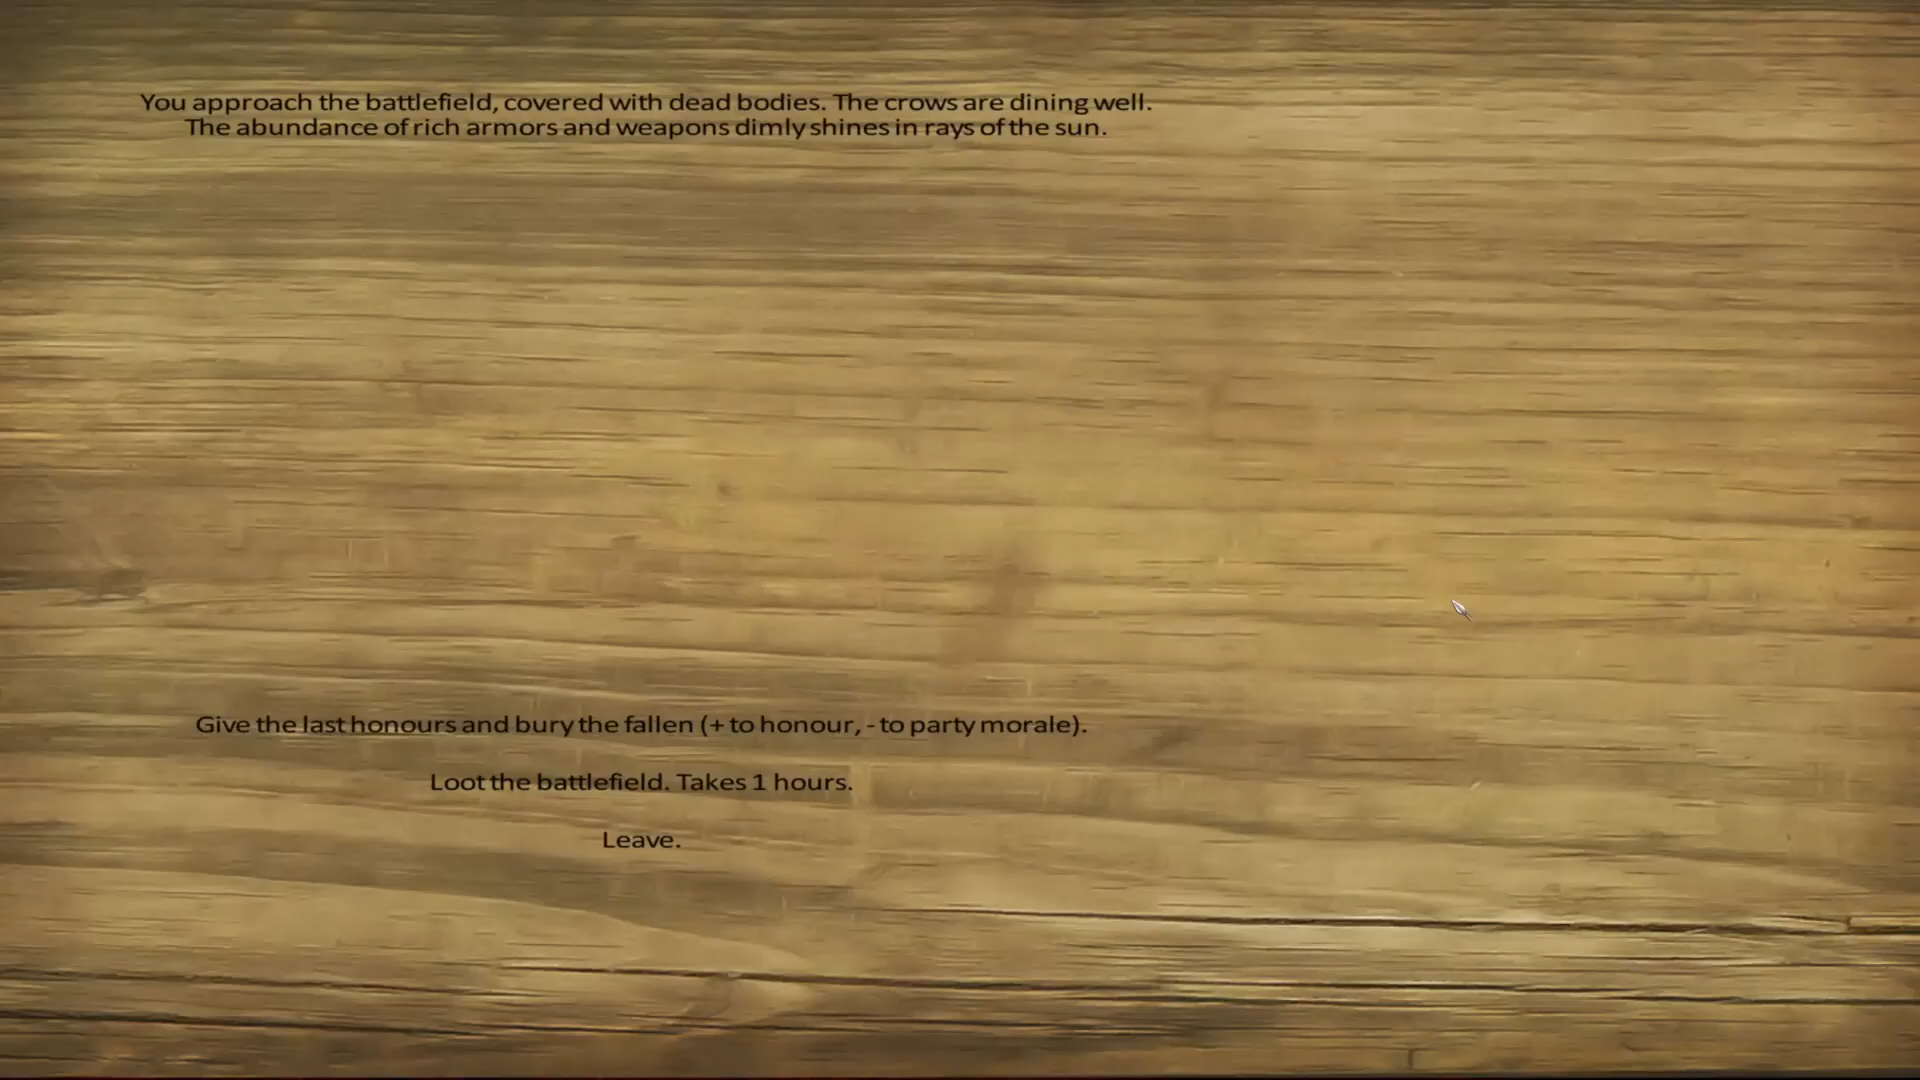 You approach the battlefield, covered with dead bodies. The crows are dining well.
The abundance of rich armors and weapons dimly shines in rays of the sun.
Give the last honours and bury the fallen (+ to honour, - to party morale).
Loot the battlefield. Takes 1 hours.
Leave.